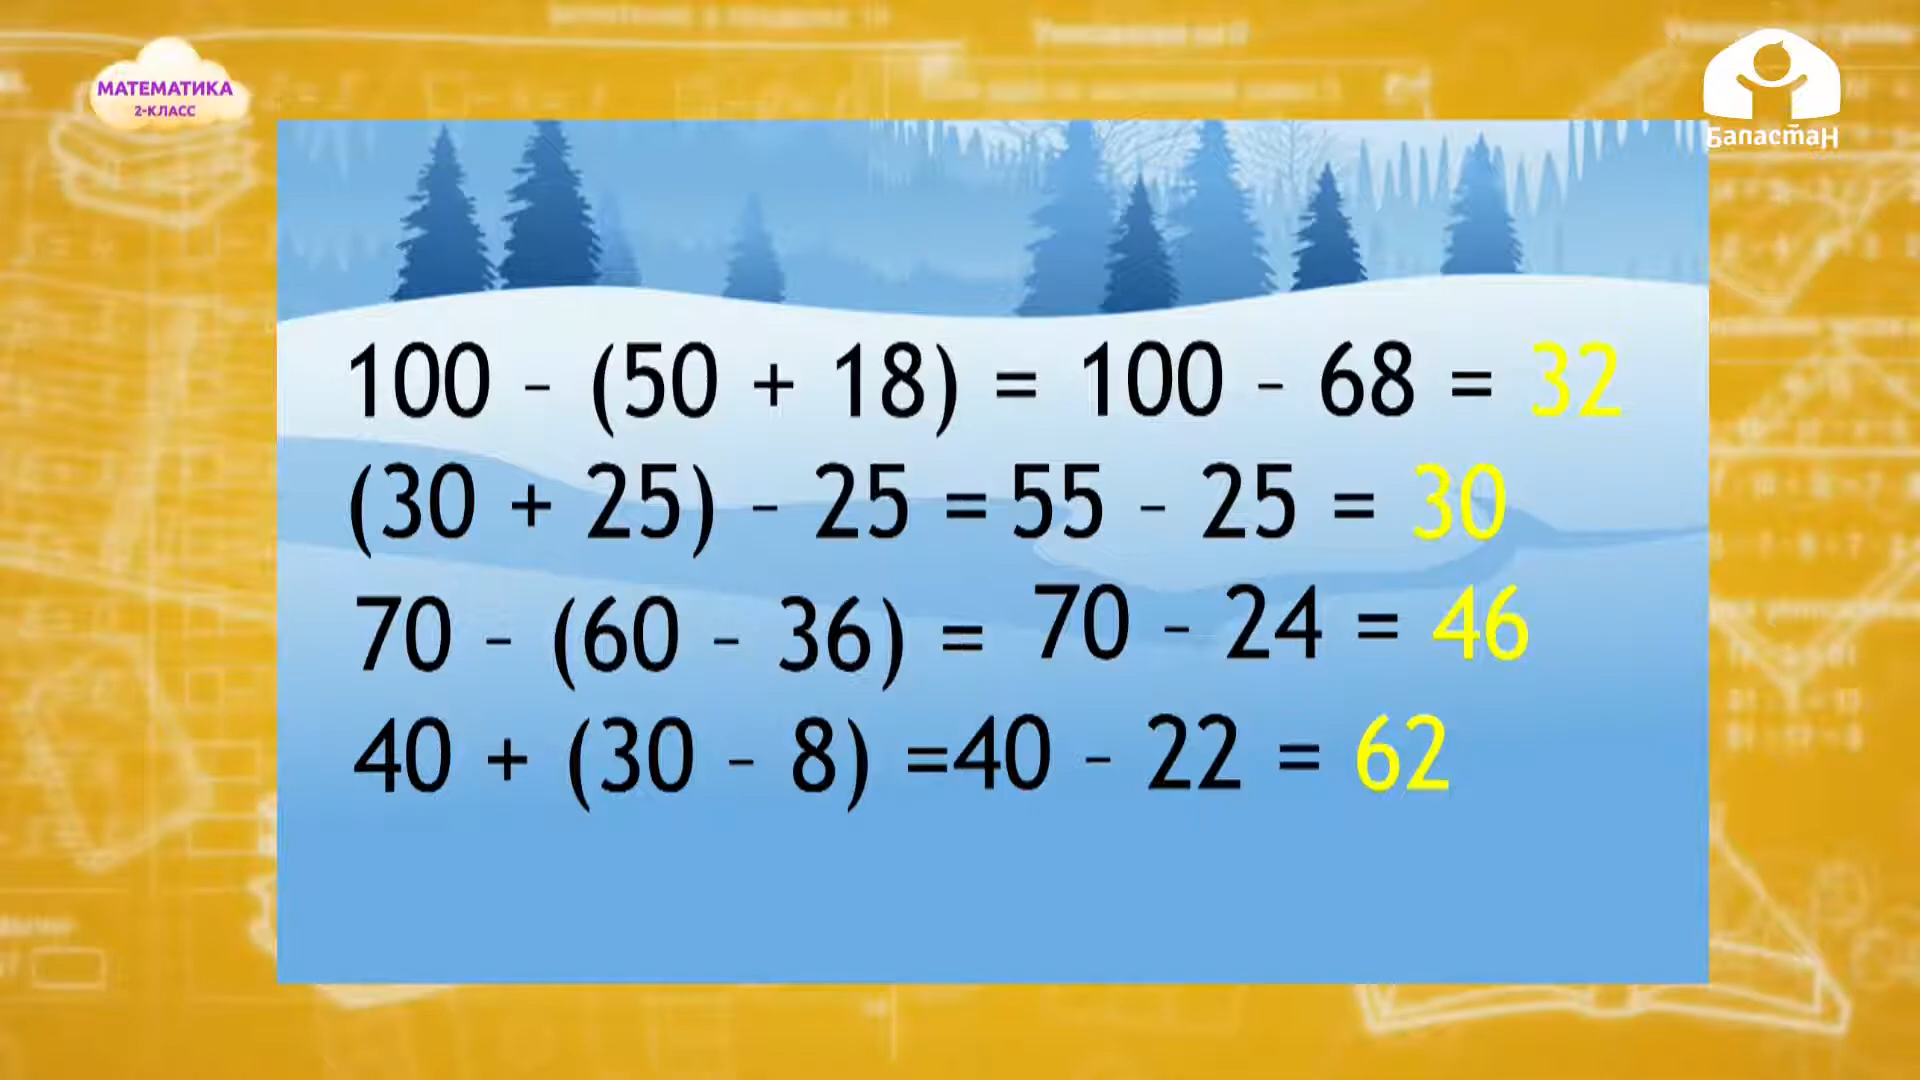 МАТЕМАТИКА
2-КЛАСС
Баластан
100 - (50 + 18) = 100 - 68 = 32
(30 + 25) - 25 = 55 - 25 = 30
70 - (60 - 36) = 70 - 24 = 46
40 + (30 - 8) =40 - 22 = 62